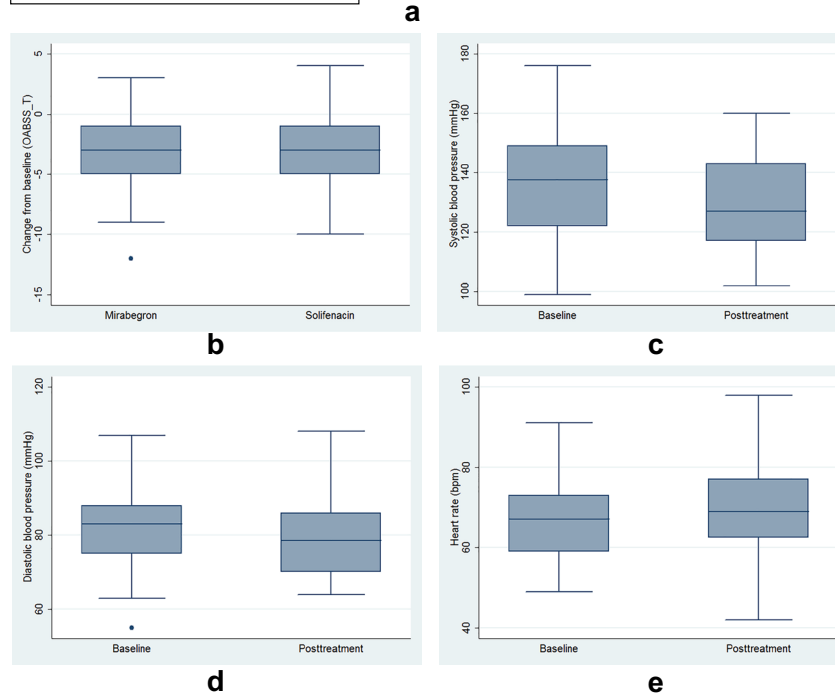 a
5
0
-5
-10
-15
Change from baseline (OABSS_T)
Mirabegron
Solifenacin
b
180
160
140
120
100
Systolic blood pressure (mmHg)
Baseline
Posttreatment
c
120
100
80
60
Diastolic blood pressure (mmHg)
Baseline
Posttreatment
d
100
80
60
40
Heart rate (bpm)
Baseline
Posttreatment
e